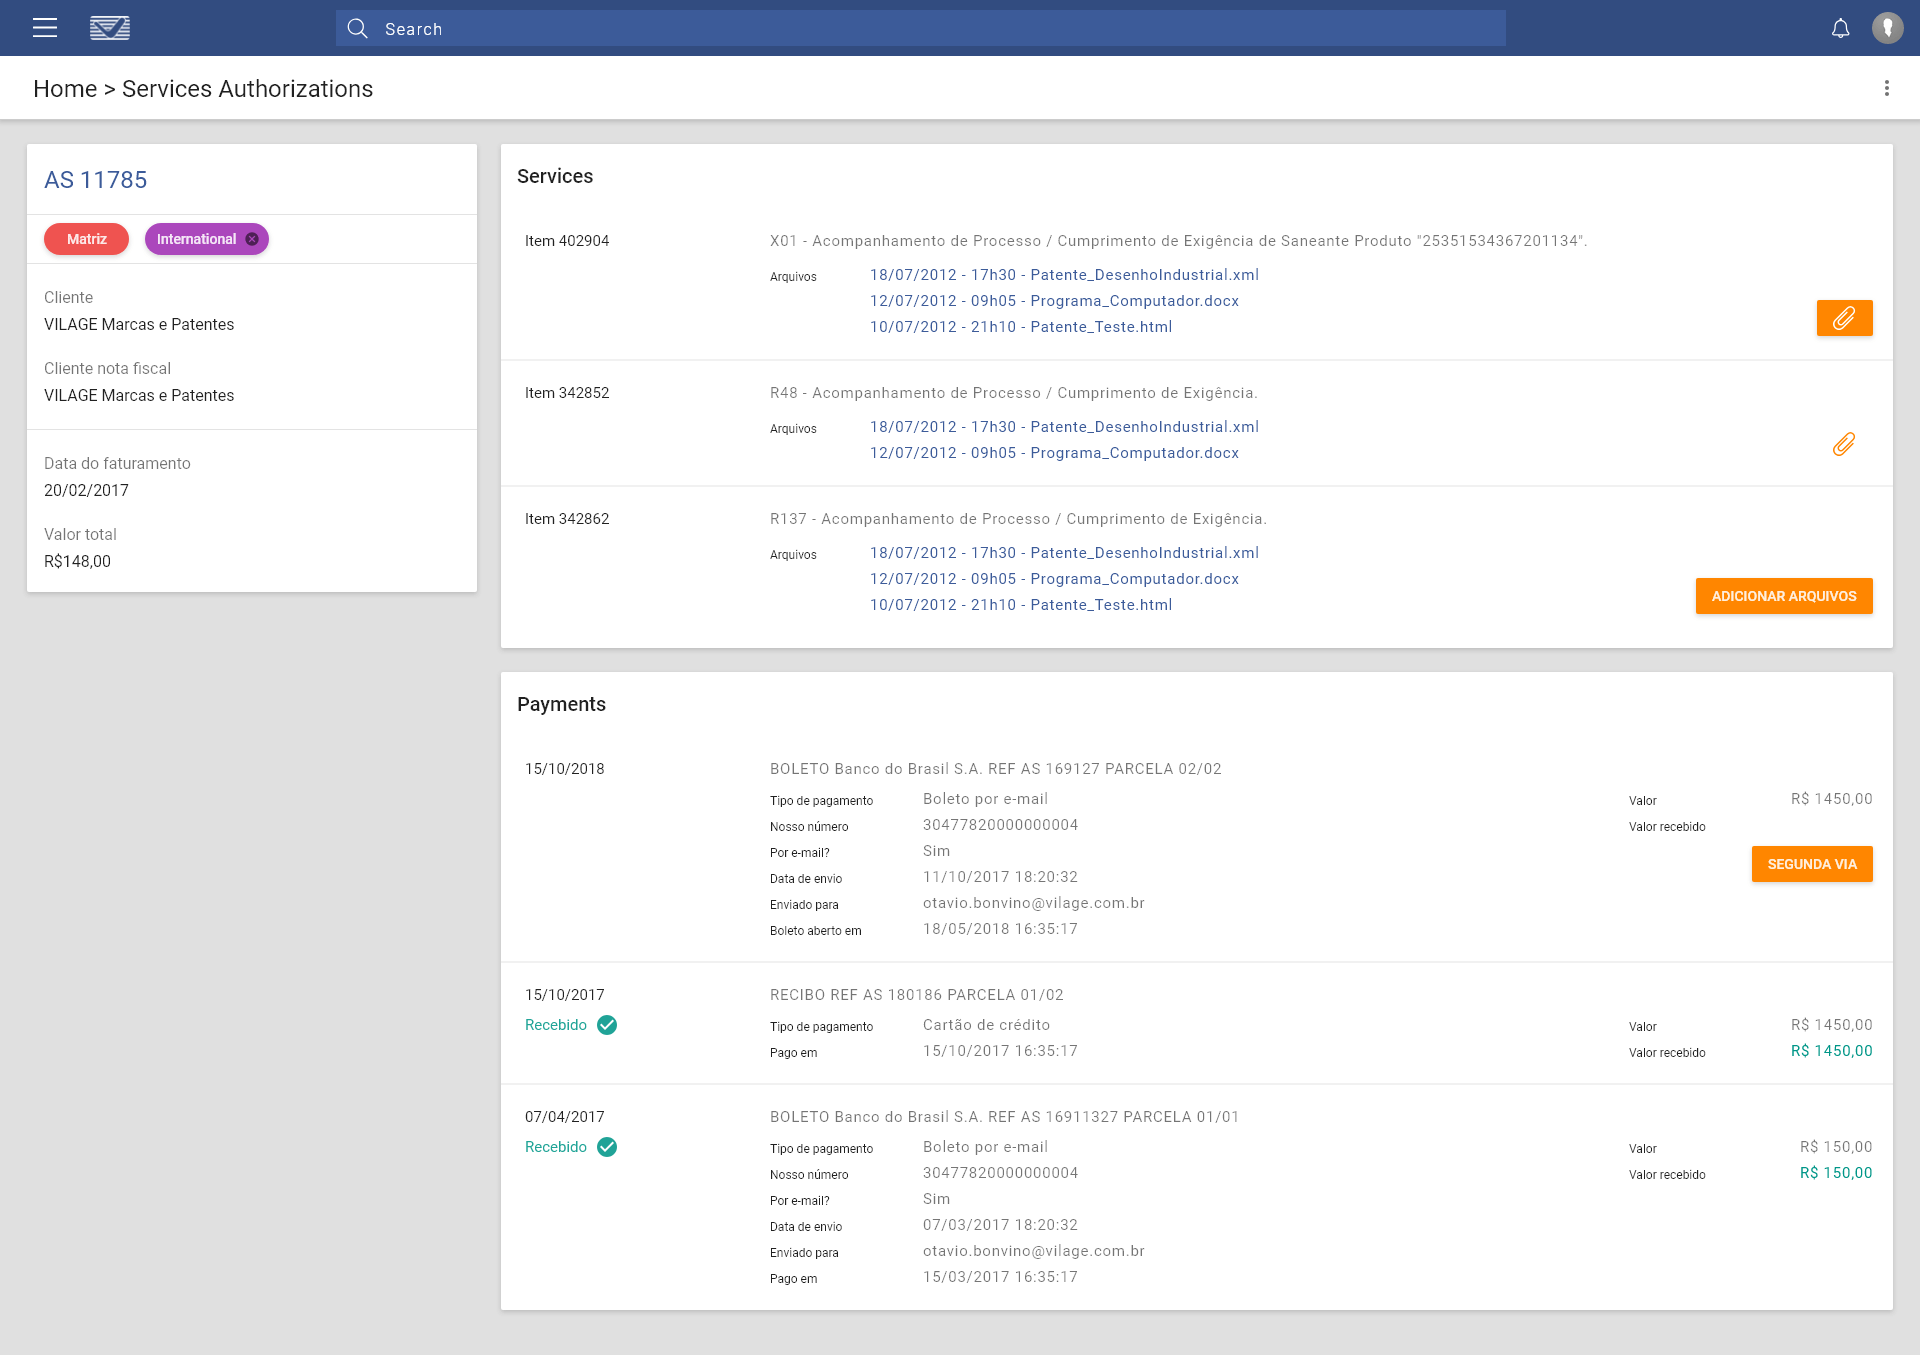 Search
Home > Services Authorizations
AS 11785
Matriz International
Cliente
VILAGE Marcas e Patentes
Cliente nota fiscal
VILAGE Marcas e Patentes
Data do faturamento
20/02/2017
Valor total
R$148,00
Services
Item 402904 X01 - Acompanhamento de Processo / Cumprimento de Exigência de Saneante Produto "25351534367201134".
Arquivos 18/07/2012 - 17h30 - Patente_DesenhoIndustrial.xml
12/07/2012 - 09h05 - Programa_Computador.docx
10/07/2012 - 21h10 - Patente_Teste.html
Item 342852 R48 - Acompanhamento de Processo / Cumprimento de Exigência.
Arquivos 18/07/2012 - 17h30 - Patente_DesenhoIndustrial.xml
12/07/2012 - 09h05 - Programa_Computador.docx
Item 342862 R137 - Acompanhamento de Processo / Cumprimento de Exigência.
Arquivos 18/07/2012 - 17h30 - Patente_DesenhoIndustrial.xml
12/07/2012 - 09h05 - Programa_Computador.docx
10/07/2012 - 21h10 - Patente_Teste.html
ADICIONAR ARQUIVOS
Payments
15/10/2018 BOLETO Banco do Brasil S.A. REF AS 169127 PARCELA 02/02
Tipo de pagamento Boleto por e-mail Valor R$ 1450,00
Nosso número 30477820000000004 Valor recebido
Por e-mail? Sim
SEGUNDA VIA
Data de envio 11/10/2017 18:20:32
Enviado para otavio.bonvino@vilage.com.br
Boleto aberto em 18/05/2018 16:35:17
15/10/2017 RECIBO REF AS 180186 PARCELA 01/02
Recebido Tipo de pagamento Cartão de crédito Valor R$ 1450,00
Pago em 15/10/2017 16:35:17 Valor recebido R$ 1450,00
07/04/2017 BOLETO Banco do Brasil S.A. REF AS 16911327 PARCELA 01/01
Recebido Tipo de pagamento Boleto por e-mail Valor R$ 150,00
Nosso número 30477820000000004 Valor recebido R$ 150,00
Por e-mail? Sim
Data de envio 07/03/2017 18:20:32
Enviado para otavio.bonvino@vilage.com.br
Pago em 15/03/2017 16:35:17